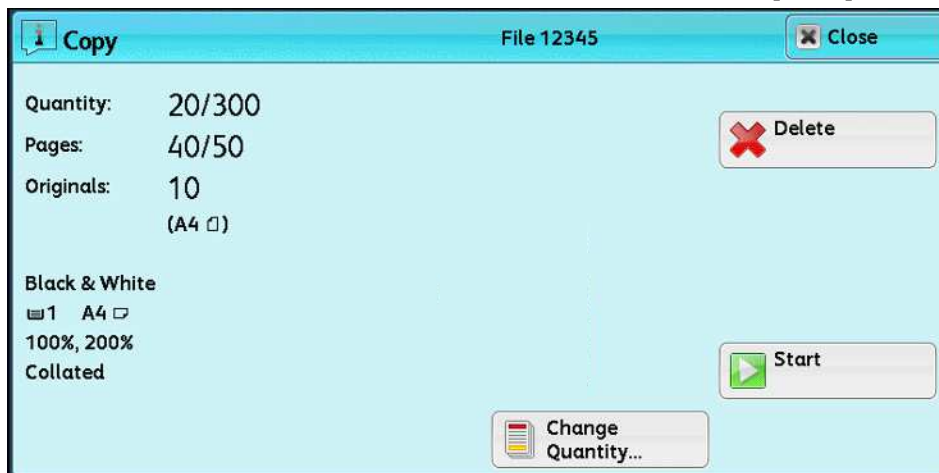 Copy
File 12345
Close
Quantity: 20/300
Pages: 40/50
Originals: 10
(A4)
Delete
Black & White
1 A4
100%, 200%
Collated
Start
Change
Quantity...